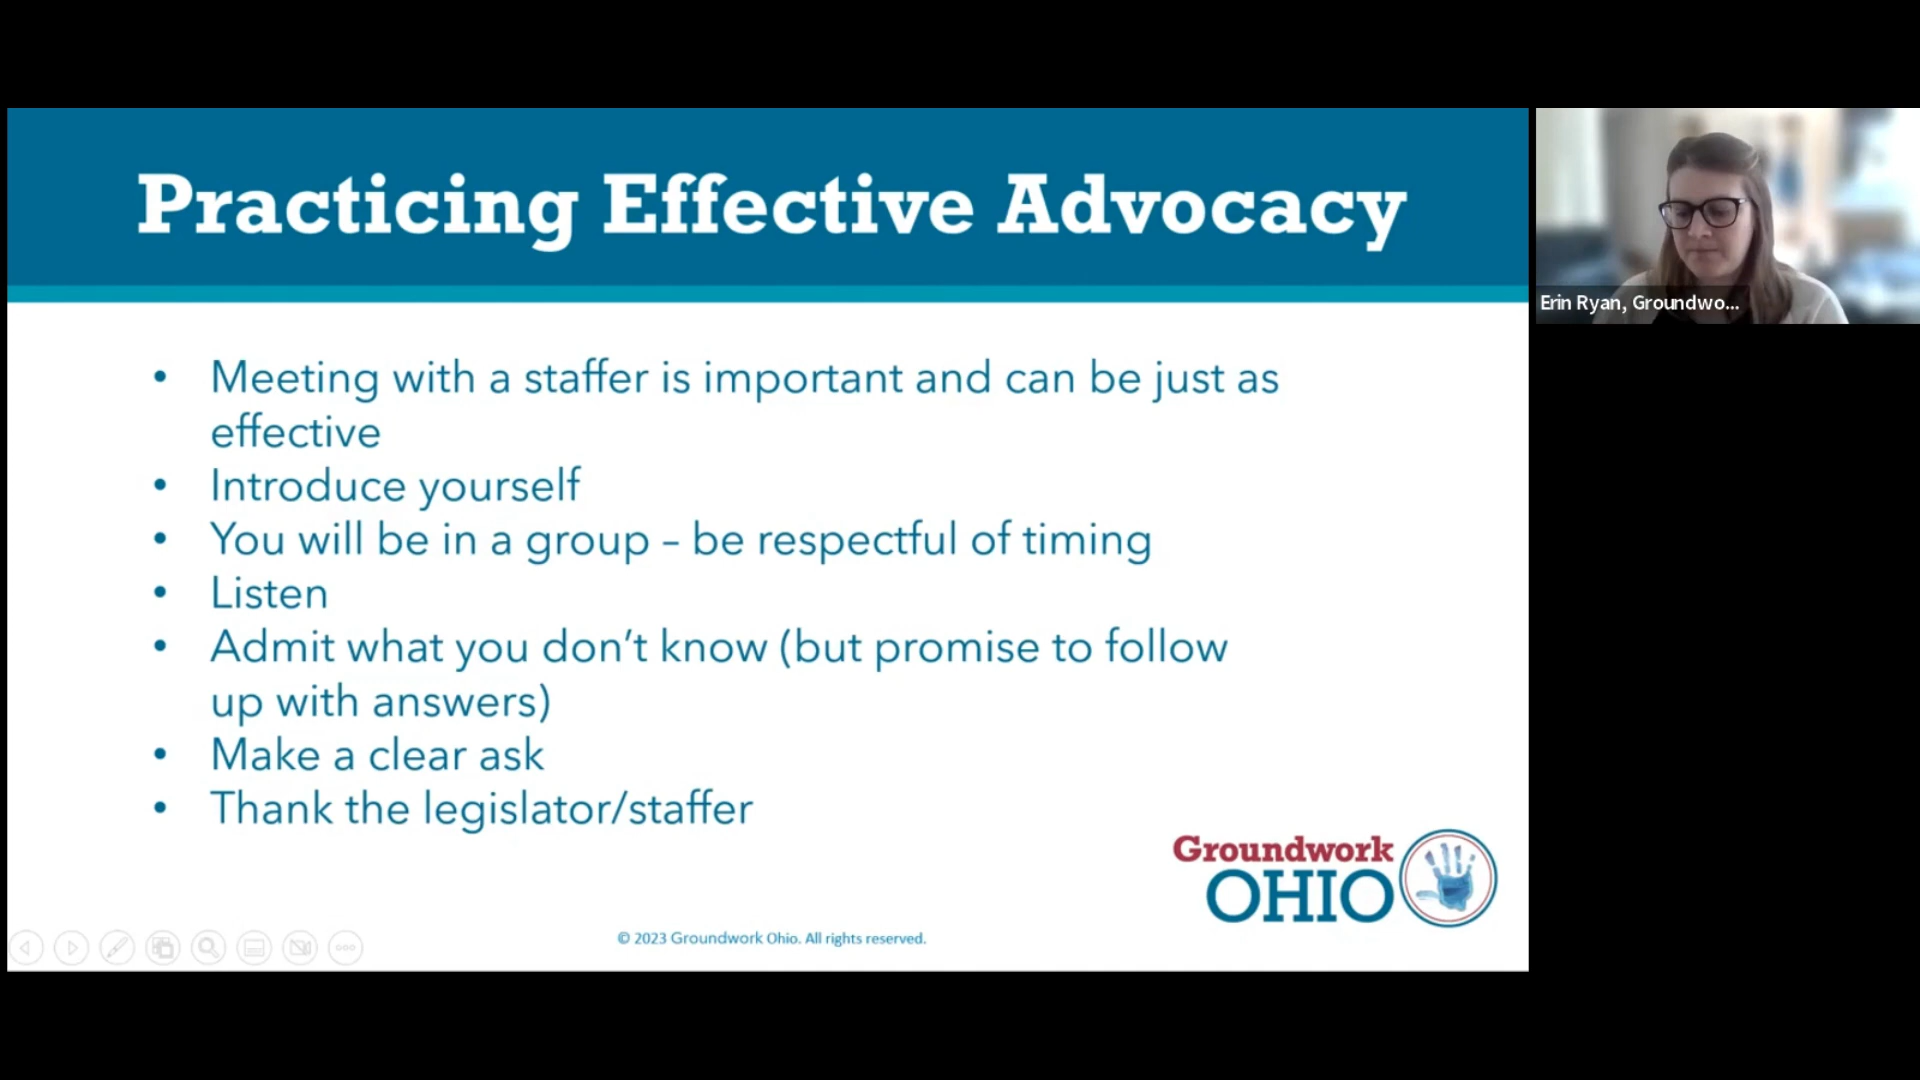 Practicing Effective Advocacy
Erin Ryan, Groundwo...
• Meeting with a staffer is important and can be just as
effective
• Introduce yourself
• You will be in a group – be respectful of timing
• Listen
• Admit what you don’t know (but promise to follow
up with answers)
• Make a clear ask
• Thank the legislator/staffer
Groundwork
OHIO
© 2023 Groundwork Ohio. All rights reserved.